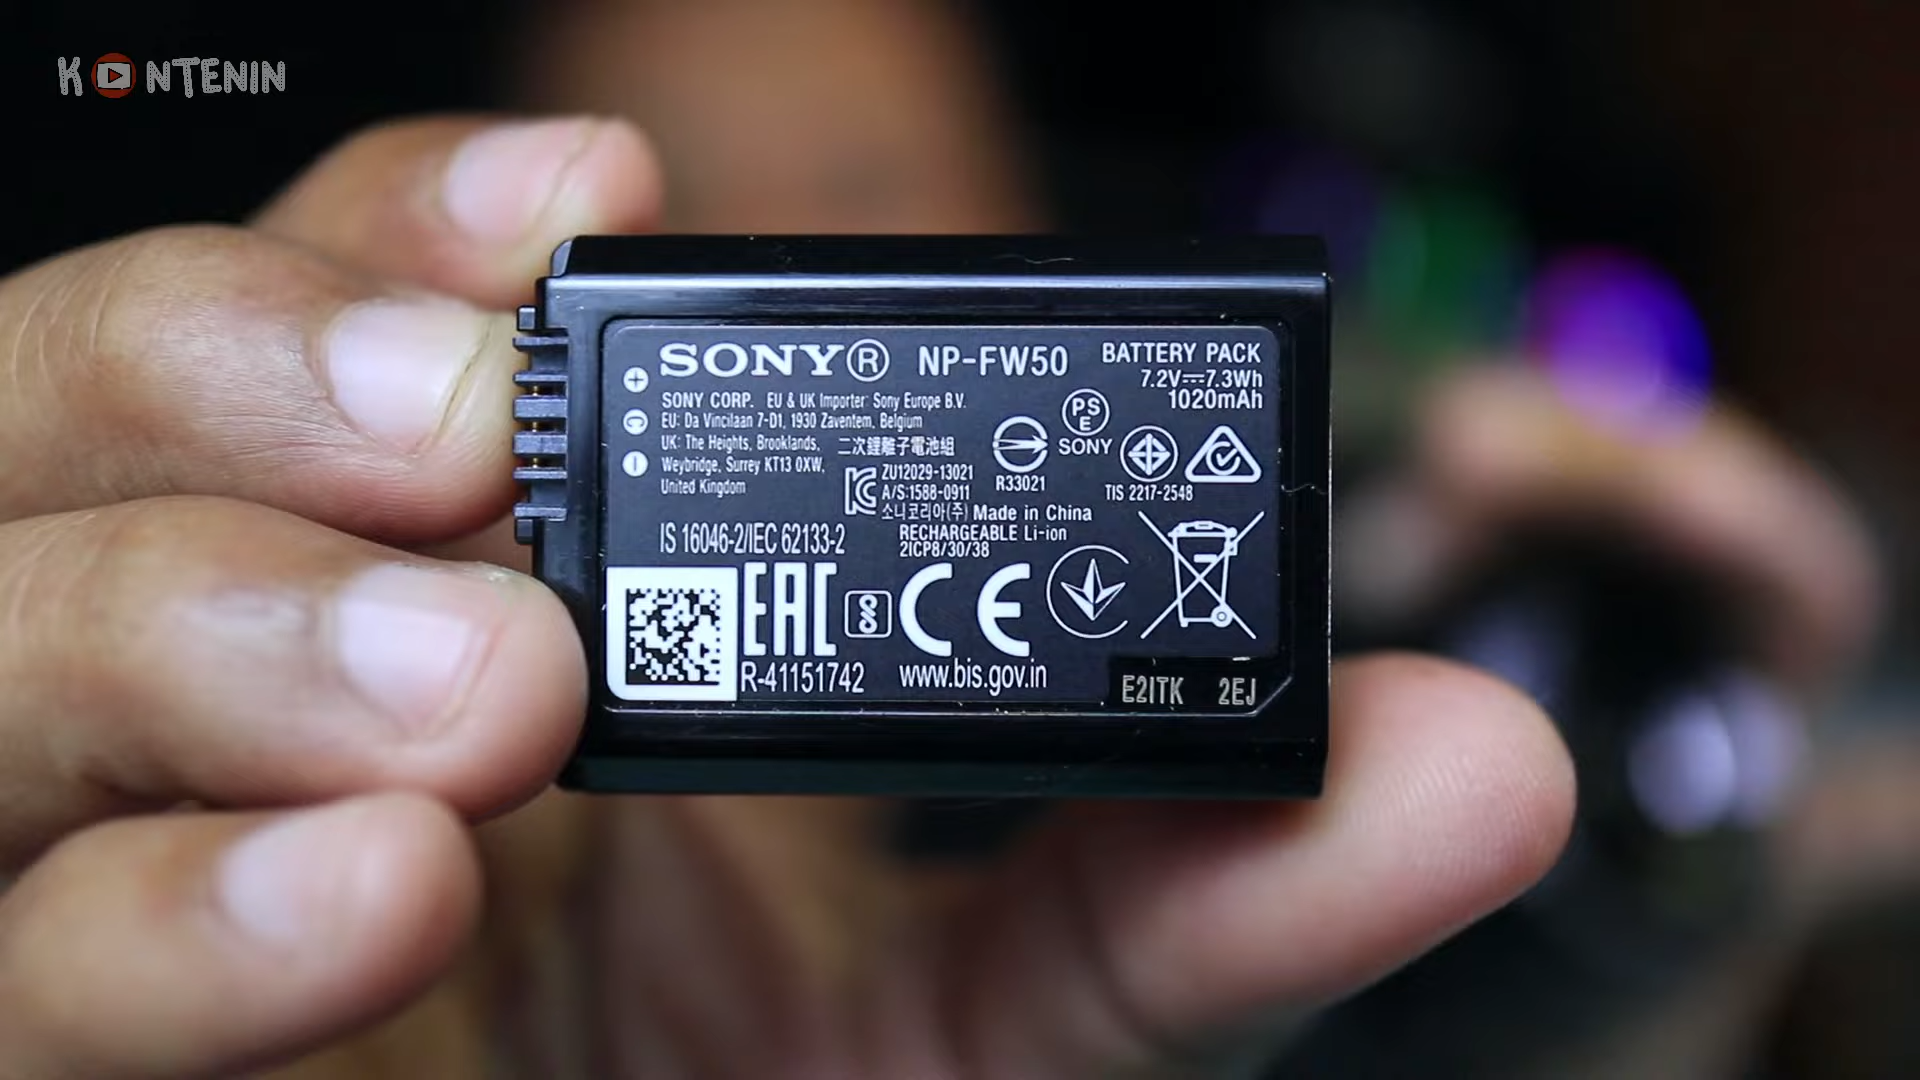 KONTENIN
SONY® NP-FW50 BATTERY PACK
7.2V⎓7.3Wh
1020mAh
SONY CORP. EU & UK Importer: Sony Europe B.V.
EU: Da Vincilaan 7-D1, 1930 Zaventem, Belgium
UK: The Heights, Brooklands,
Weybridge, Surrey KT13 0XW,
United Kingdom
二次鋰離子電池組
ZU12029-13021
A/S:1588-0911
소니코리아(주) Made in China
R33021
PS
E
SONY
TIS 2217-2548
RECHARGEABLE Li-ion
2ICP8/30/38
IS 16046-2/IEC 62133-2
EAC
CE
R-41151742
www.bis.gov.in
E2ITK 2EJ